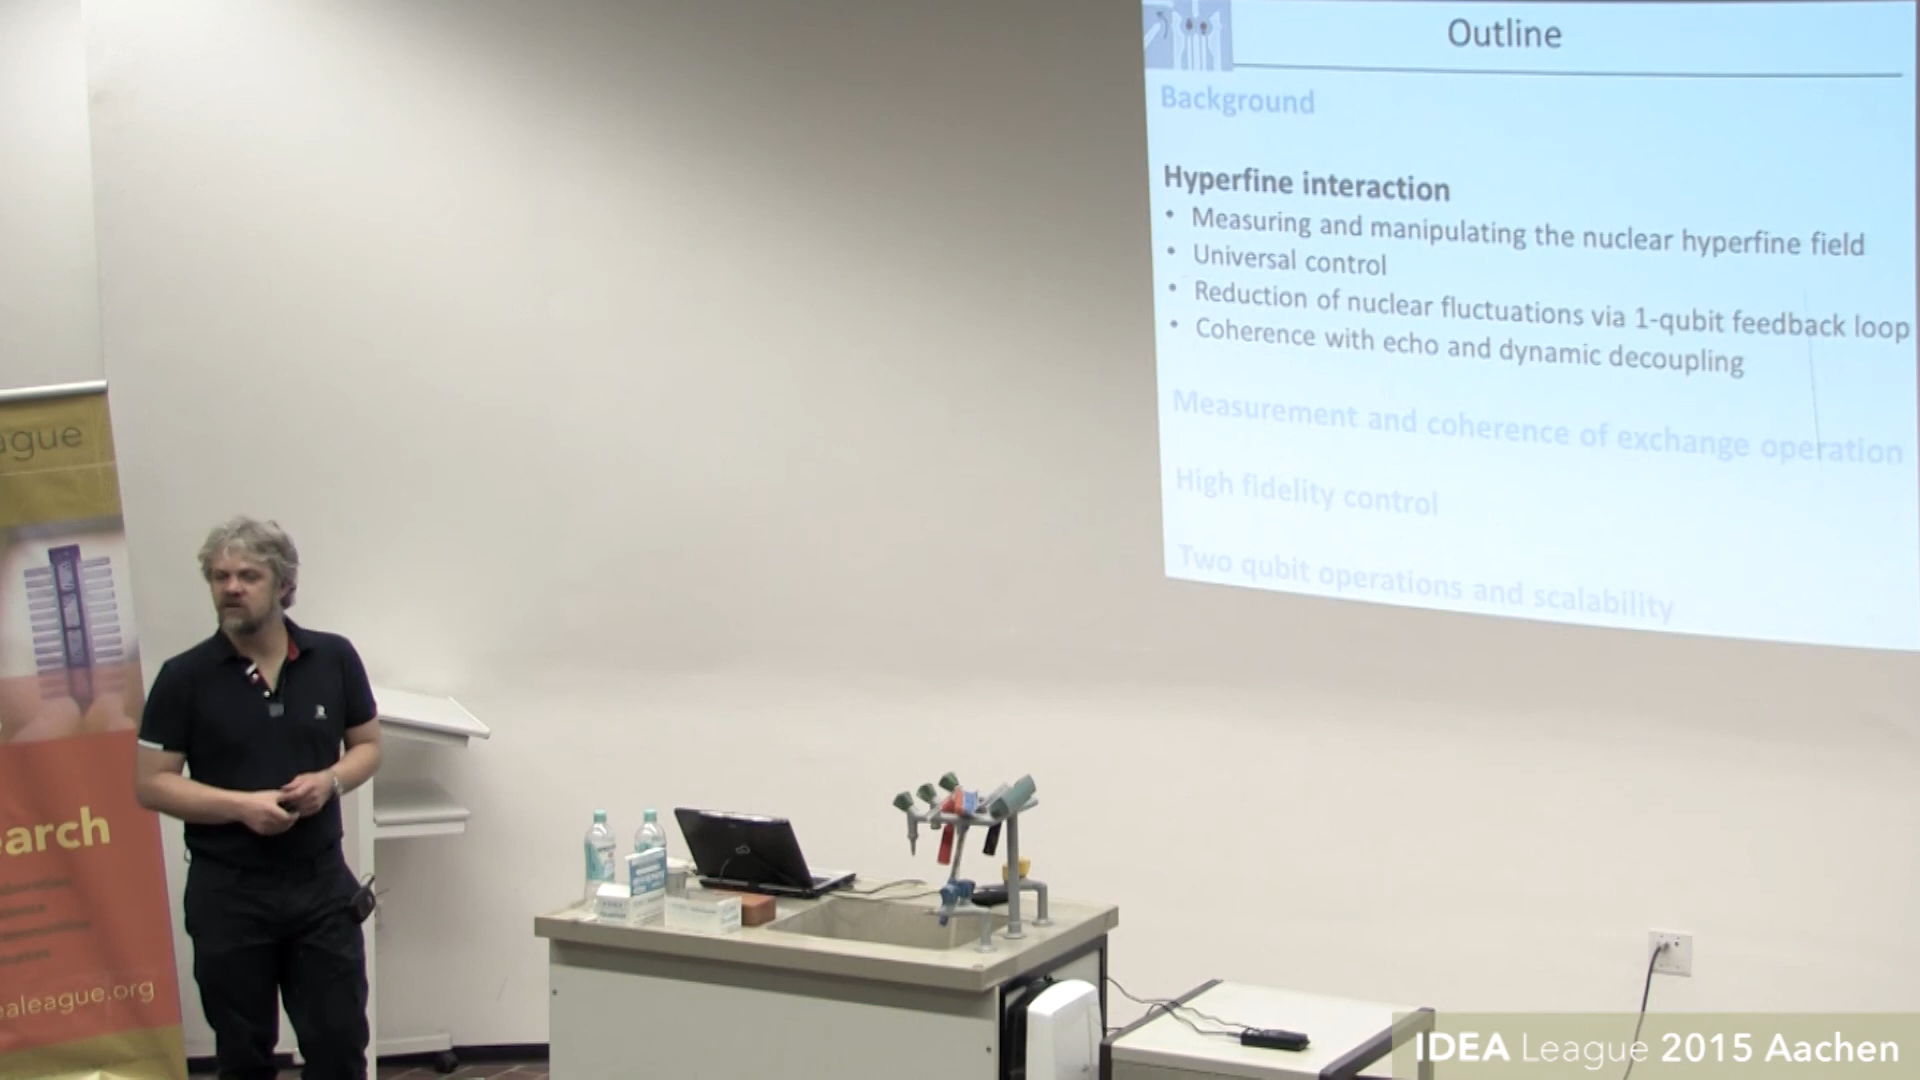 Outline
Background
Hyperfine interaction
• Measuring and manipulating the nuclear hyperfine field
• Universal control
• Reduction of nuclear fluctuations via 1-qubit feedback loop
• Coherence with echo and dynamic decoupling
Measurement and coherence of exchange operation
High fidelity control
Two qubit operations and scalability
ague
arch
ealeague.org
IDEA League 2015 Aachen